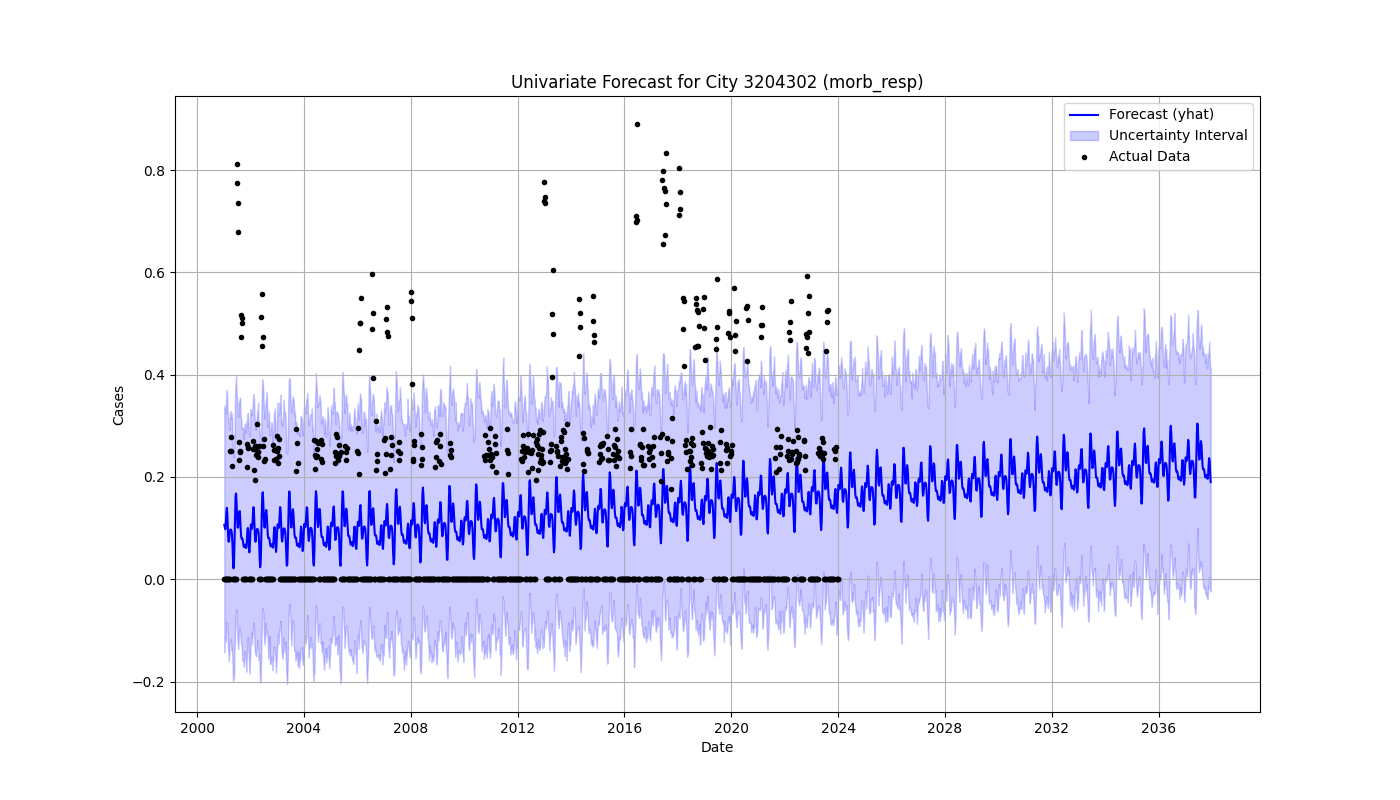 Univariate Forecast for City 3204302 (morb_resp)
Forecast (yhat)
Uncertainty Interval
Actual Data
Cases
0.8
0.6
0.4
0.2
0.0
−0.2
2000 2004 2008 2012 2016 2020 2024 2028 2032 2036
Date